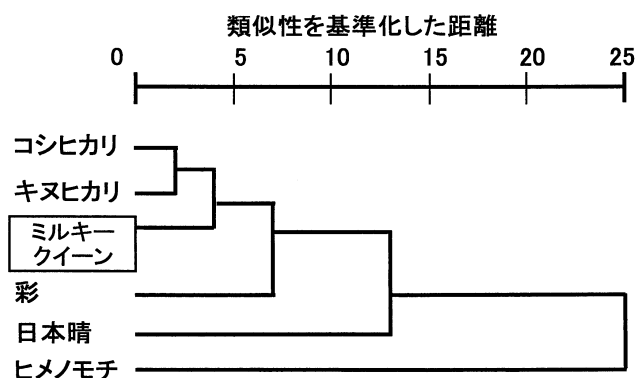 類似性を基準化した距離
0 5 10 15 20 25
コシヒカリ
キヌヒカリ
ミルキー
クイーン
彩
日本晴
ヒメノモチ